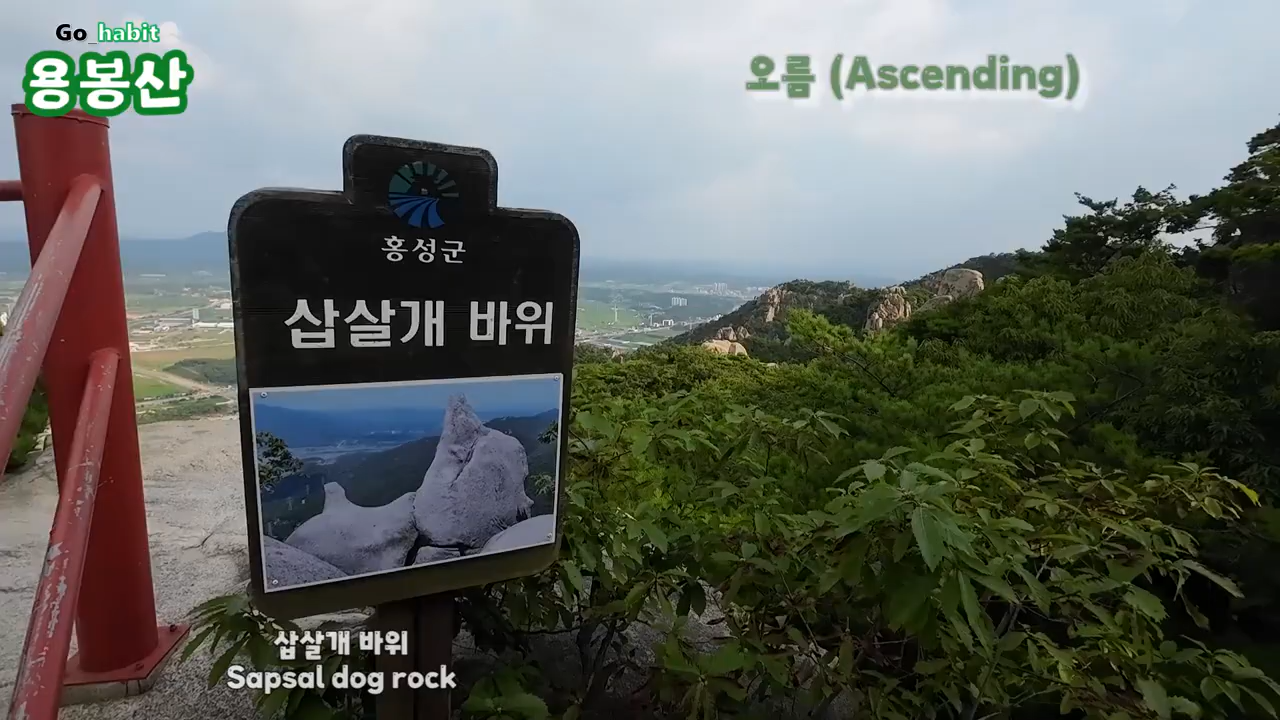 Go_habit
용봉산
오름 (Ascending)
홍성군
삽살개 바위
삽살개 바위
Sapsal dog rock